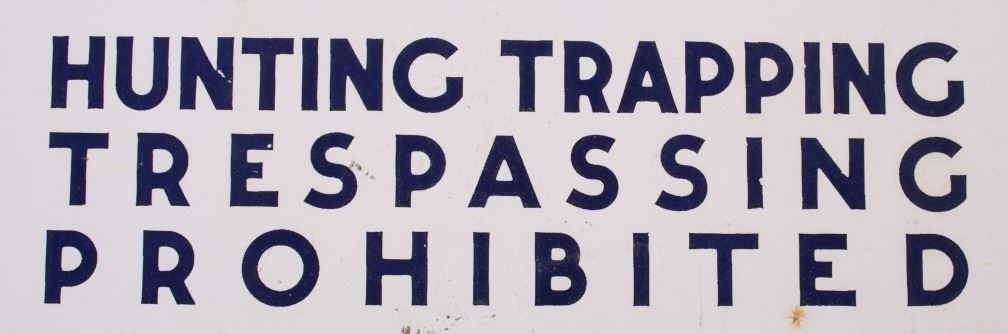 HUNTING TRAPPING
TRESPASSING
PROHIBITED